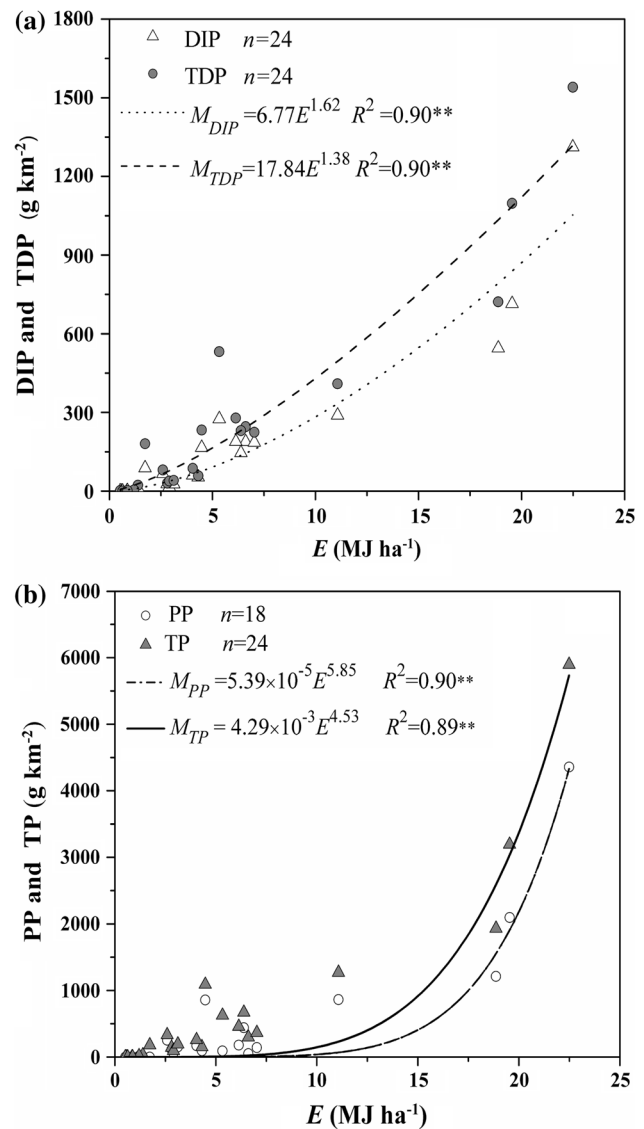 (a)
DIP n=24
TDP n=24
M_DIP=6.77E^1.62 R^2 =0.90**
M_TDP=17.84E^1.38 R^2=0.90**
DIP and TDP (g km^-2)
1800
1500
1200
900
600
300
0
0 5 10 15 20 25
E (MJ ha^-1)
(b)
PP n=18
TP n=24
M_PP=5.39×10^-5E^5.85 R^2=0.90**
M_TP = 4.29×10^-3E^4.53 R^2=0.89**
PP and TP (g km^-2)
7000
6000
5000
4000
3000
2000
1000
0
0 5 10 15 20 25
E (MJ ha^-1)